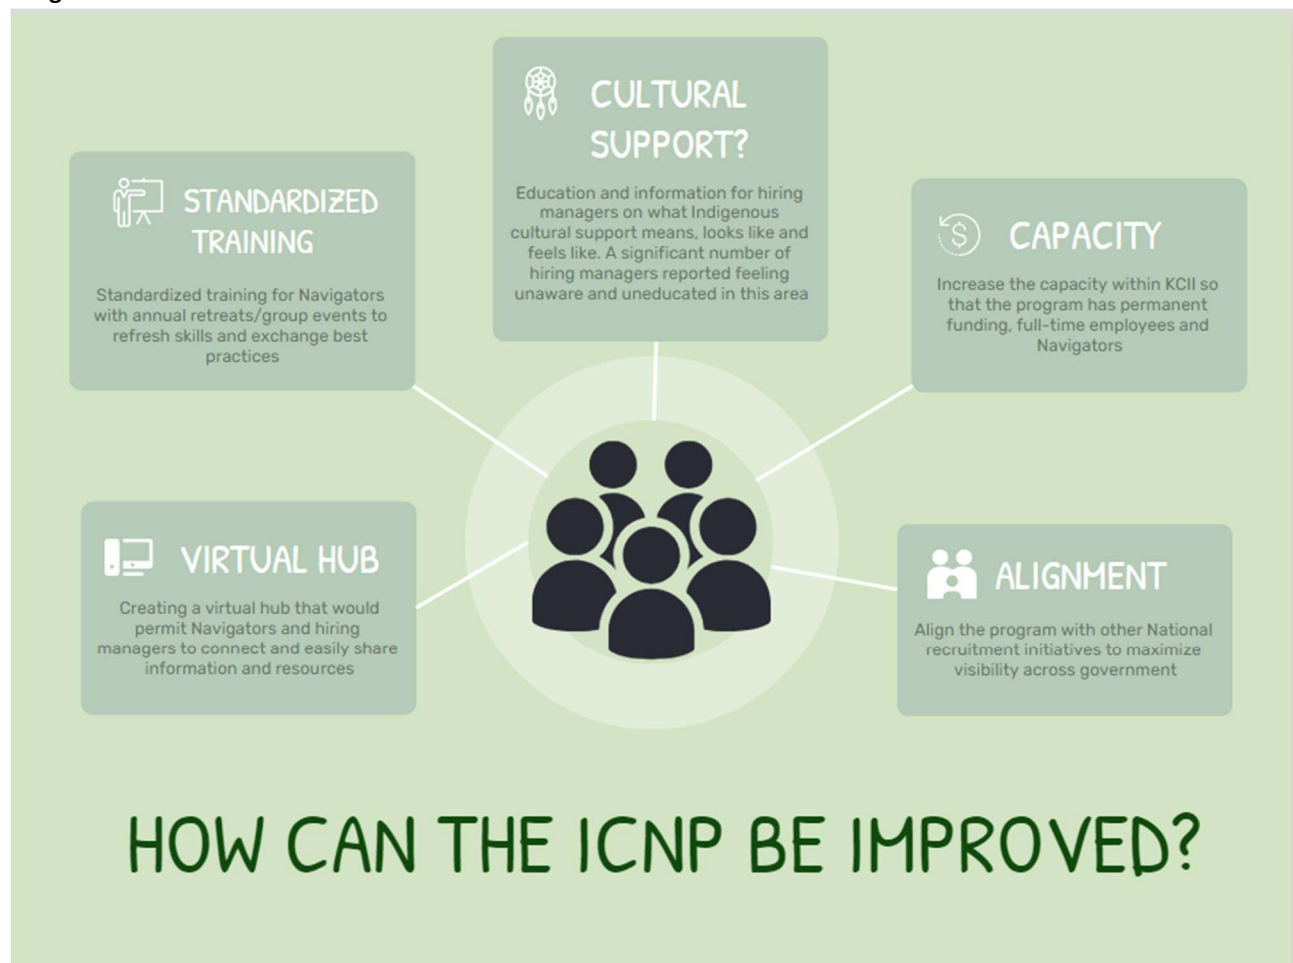 STANDARDIZED
TRAINING
Standardized training for Navigators
with annual retreats/group events to
refresh skills and exchange best
practices
CULTURAL
SUPPORT?
Education and information for hiring
managers on what Indigenous
cultural support means, looks like and
feels like. A significant number of
hiring managers reported feeling
unaware and uneducated in this area
CAPACITY
Increase the capacity within KCII so
that the program has permanent
funding, full-time employees and
Navigators
VIRTUAL HUB
Creating a virtual hub that would
permit Navigators and hiring
managers to connect and easily share
information and resources
ALIGNMENT
Align the program with other National
recruitment initiatives to maximize
visibility across government
HOW CAN THE ICNP BE IMPROVED?